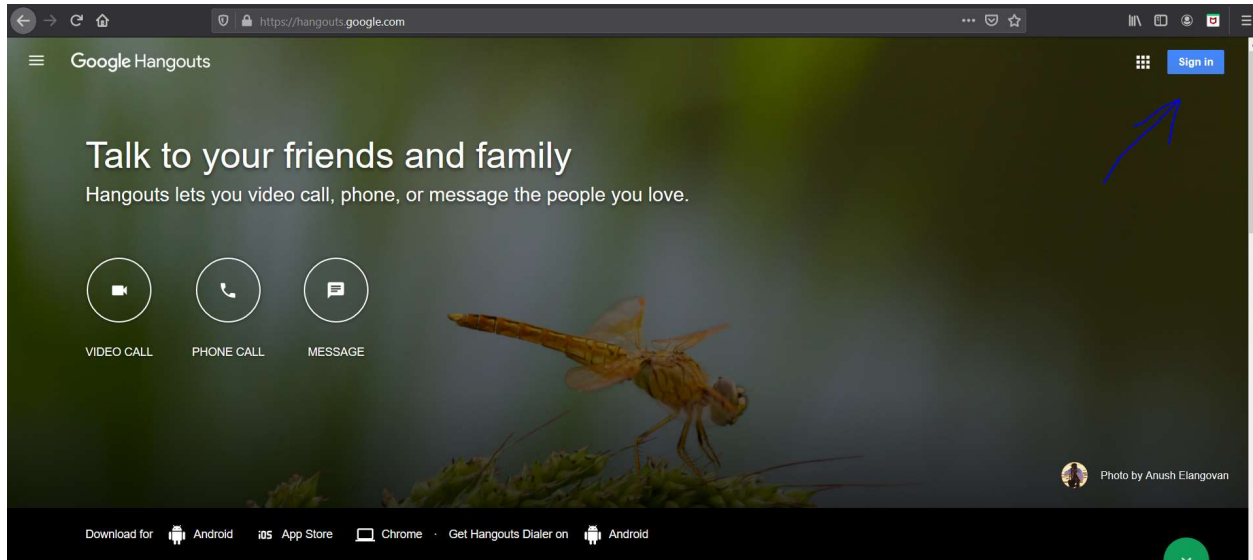 https://hangouts.google.com
Google Hangouts
Sign in
Talk to your friends and family
Hangouts lets you video call, phone, or message the people you love.
VIDEO CALL PHONE CALL MESSAGE
Photo by Anush Elangovan
Download for Android iOS App Store Chrome · Get Hangouts Dialer on Android